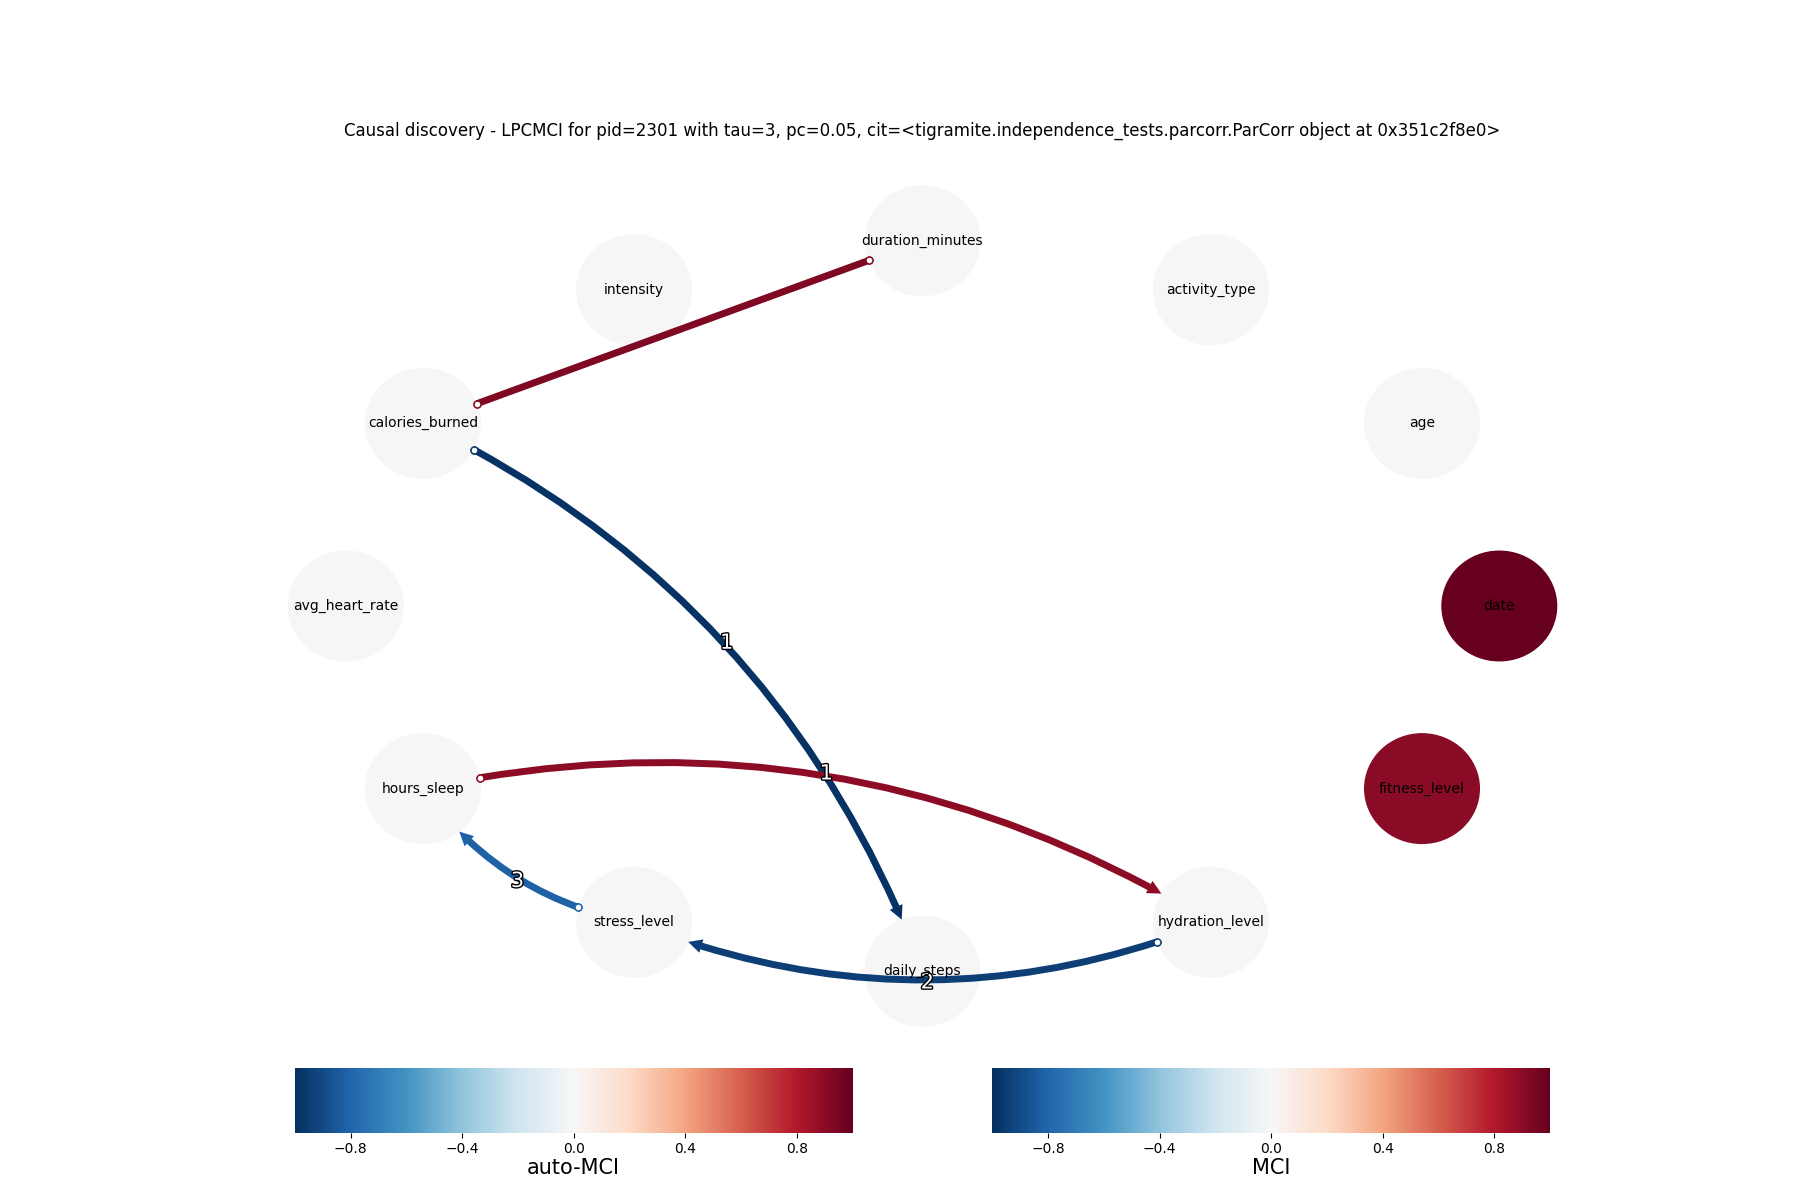 Causal discovery - LPCMCI for pid=2301 with tau=3, pc=0.05, cit=<tigramite.independence_tests.parcorr.ParCorr object at 0x351c2f8e0>
duration_minutes
intensity
activity_type
calories_burned
age
avg_heart_rate
date
1
1
hours_sleep
fitness_level
3
stress_level
hydration_level
daily_steps
2
−0.8 −0.4 0.0 0.4 0.8
auto-MCI
−0.8 −0.4 0.0 0.4 0.8
MCI